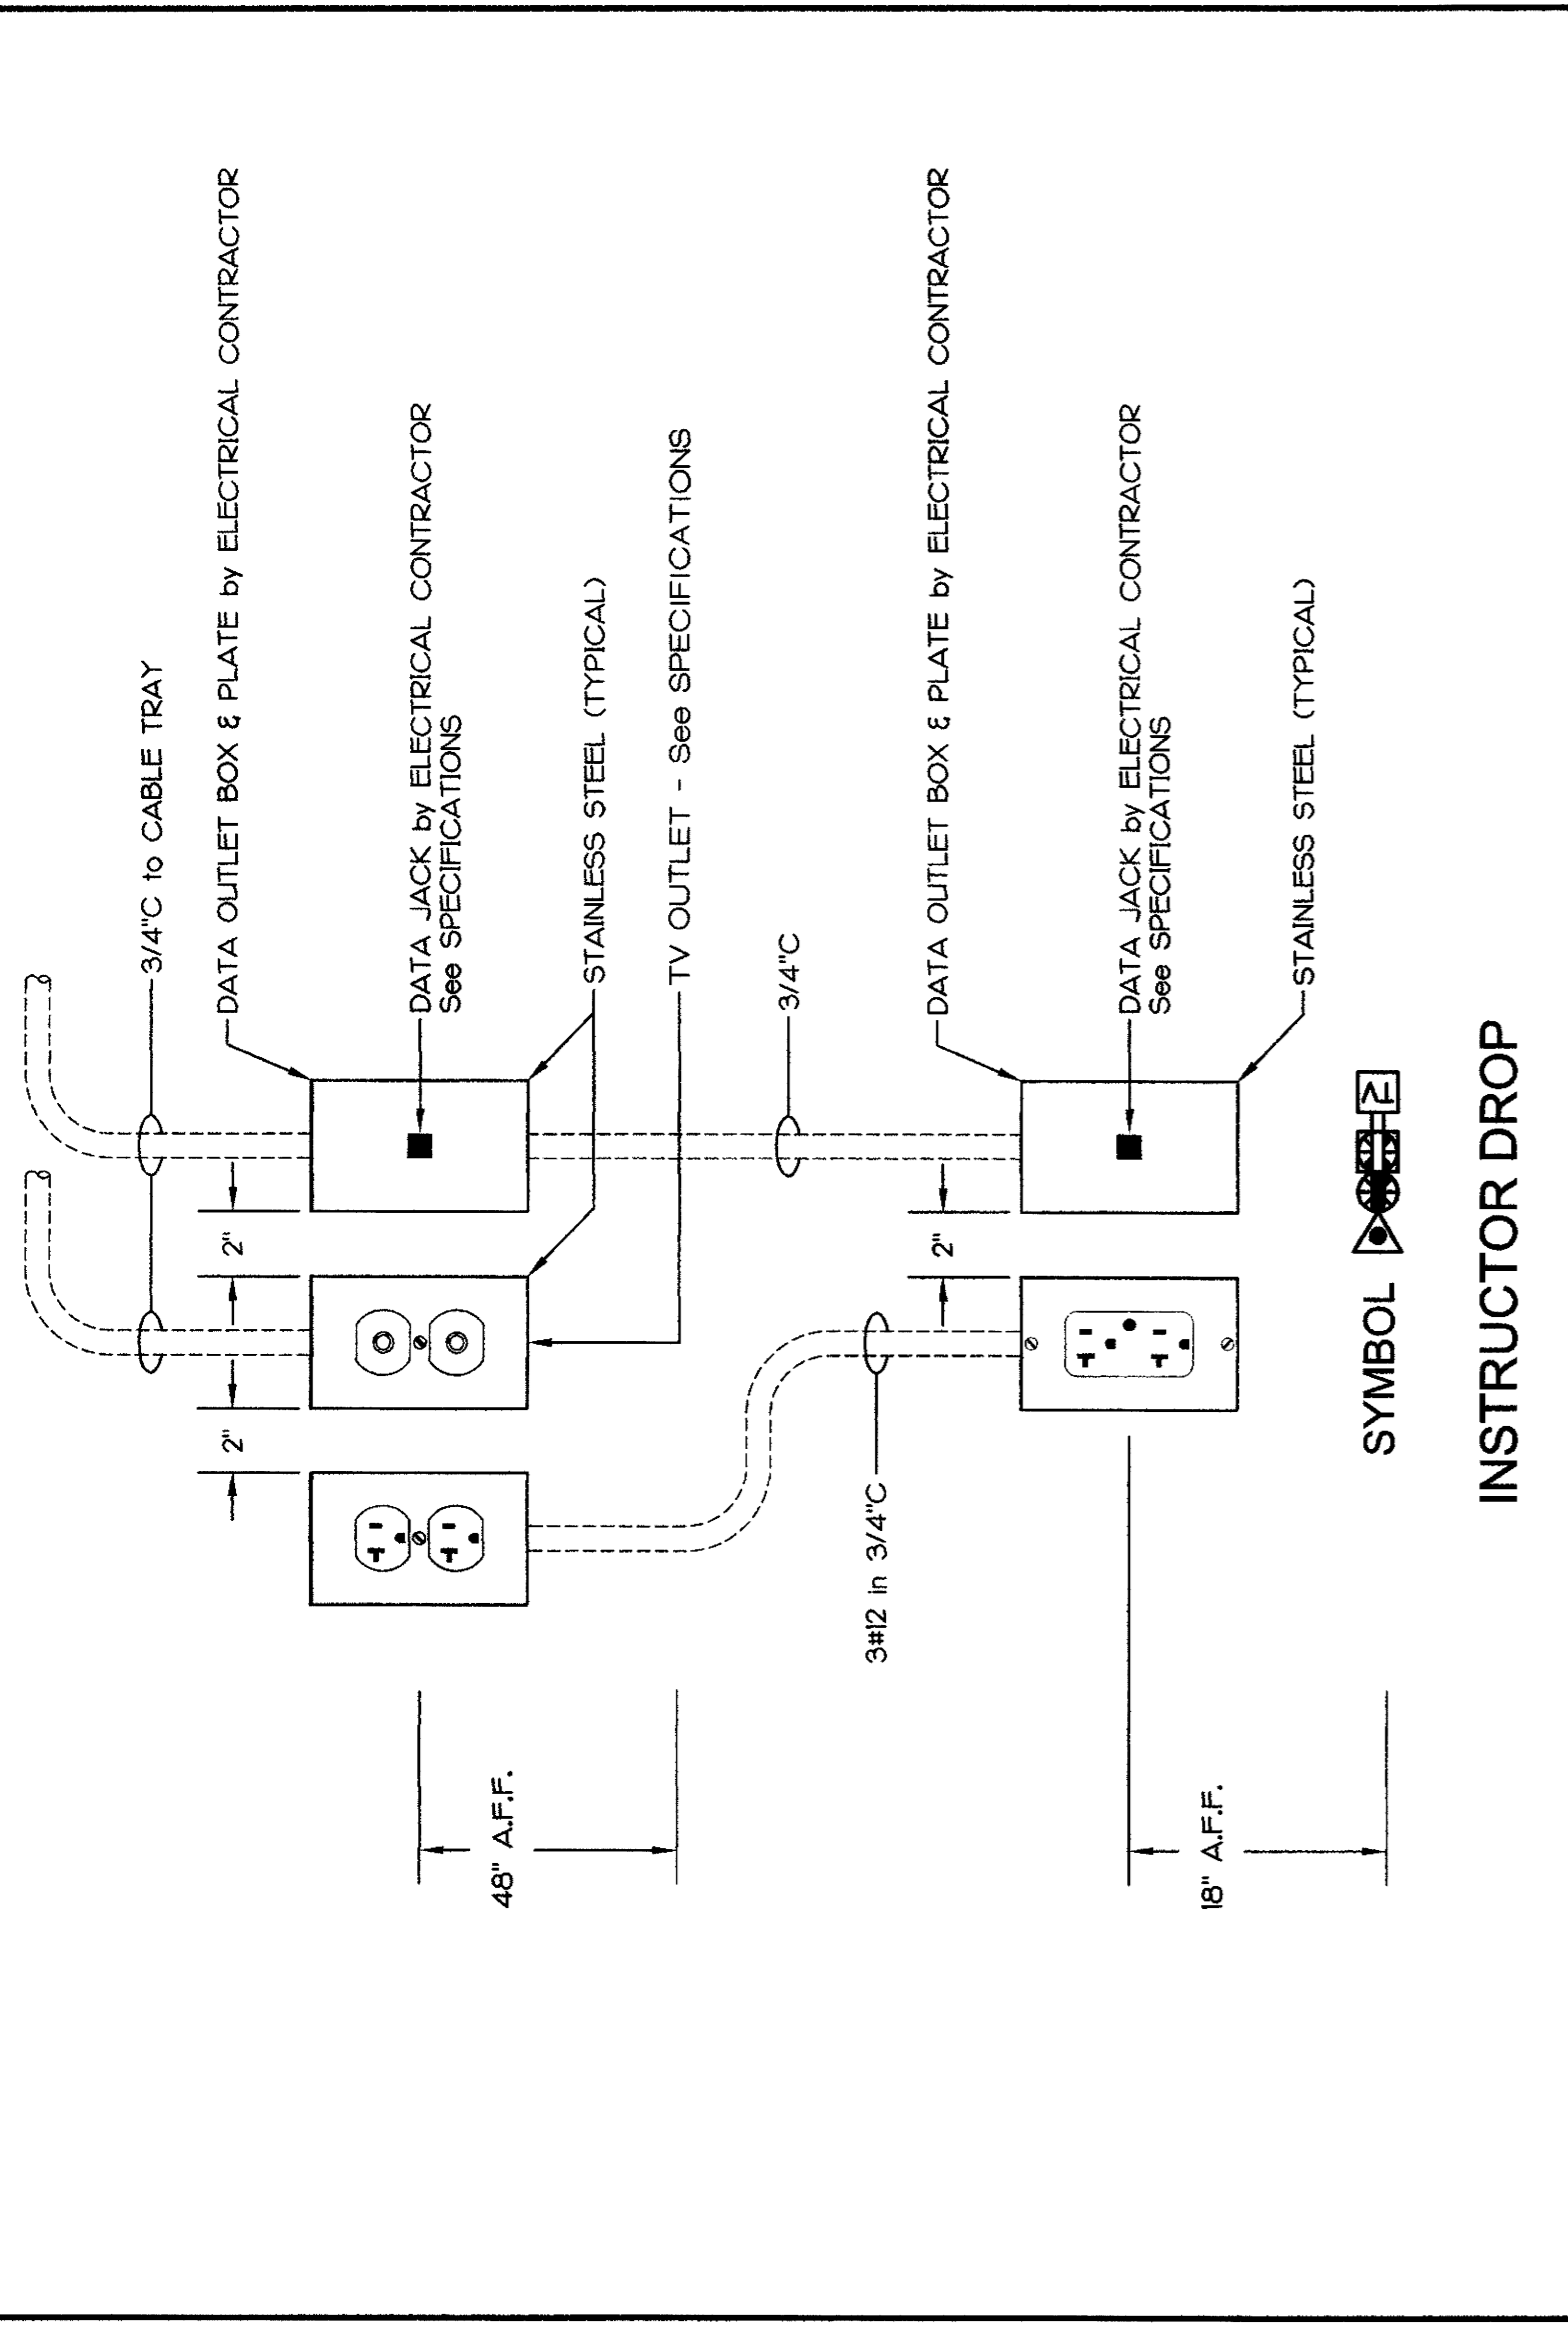 3/4"C to CABLE TRAY
DATA OUTLET BOX & PLATE by ELECTRICAL CONTRACTOR
2"
2"
DATA JACK by ELECTRICAL CONTRACTOR
See SPECIFICATIONS
48" A.F.F.
STAINLESS STEEL (TYPICAL)
TV OUTLET - See SPECIFICATIONS
3/4"C
3#12 in 3/4"C
DATA OUTLET BOX & PLATE by ELECTRICAL CONTRACTOR
2"
DATA JACK by ELECTRICAL CONTRACTOR
See SPECIFICATIONS
18" A.F.F.
STAINLESS STEEL (TYPICAL)
SYMBOL
INSTRUCTOR DROP